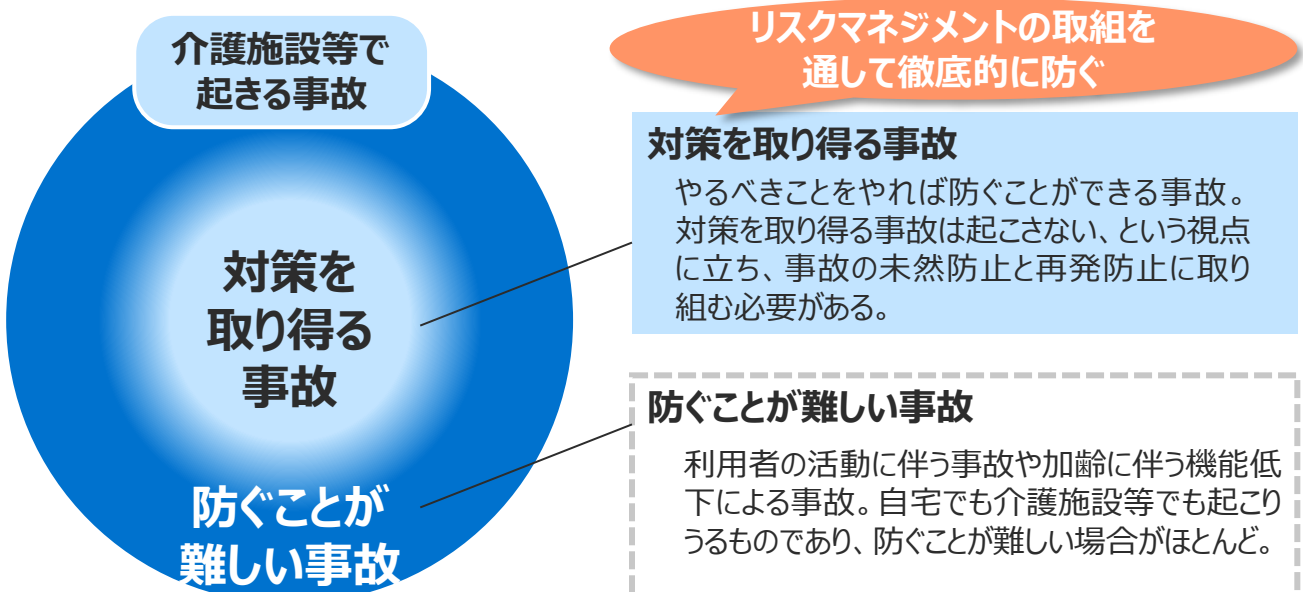 介護施設等で
起きる事故
対策を
取り得る
事故
防ぐことが
難しい事故
リスクマネジメントの取組を
通して徹底的に防ぐ
対策を取り得る事故
やるべきことをやれば防ぐことができる事故。
対策を取り得る事故は起こさない、という視点
に立ち、事故の未然防止と再発防止に取り
組む必要がある。
防ぐことが難しい事故
利用者の活動に伴う事故や加齢に伴う機能低
下による事故。自宅でも介護施設等でも起こり
うるものであり、防ぐことが難しい場合がほとんど。